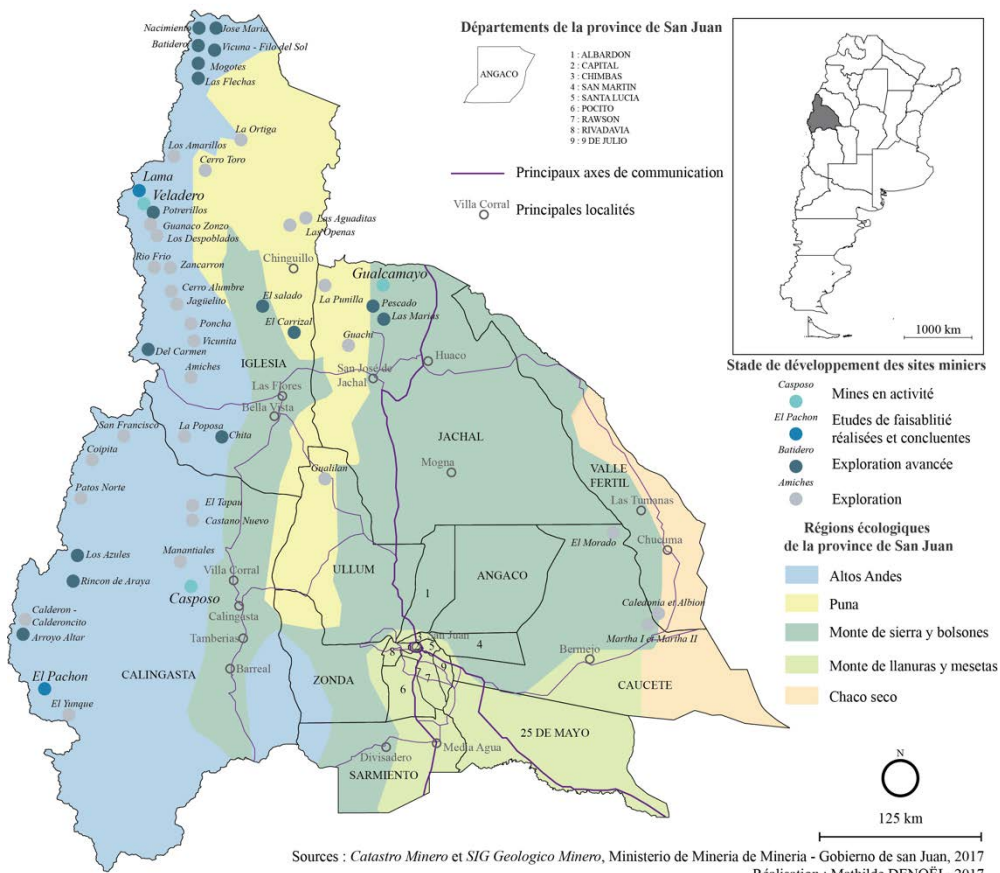 Nacimiento
Jose Maria
Batidero
Vicuna - Filo del Sol
Mogotes
Las Flechas
La Ortiga
Los Amarillos
Cerro Toro
Lama
Veladero
Potrerillos
Guanaco Zonzo
Los Despoblados
Las Aguaditas
Las Openas
Rio Frio
Zancarron
Chinguillo
Cerro Alumbre
Jagüelito
El salado
La Punilla
Gualcamayo
Pescado
Las Marias
Poncha
El Carrizal
Vicunita
Guachi
Del Carmen
IGLESIA
Huaco
Amiches
San José de
Jachal
Las Flores
Bella Vista
San Francisco
La Poposa
Chita
JACHAL
Coipita
Gualilan
Mogna
VALLE
FERTIL
Patos Norte
El Tapau
Castano Nuevo
Las Tumanas
El Morado
Chucuma
Los Azules
Manantiales
Rincon de Araya
Villa Corral
ULLUM
ANGACO
Casposo
Calingasta
1
Calderon -
Calderoncito
Arroyo Altar
Caledonia et Albion
Tamberias
Martha I et Martha II
San Juan
3
5
4
8
9
Bermejo
El Pachon
CALINGASTA
Barreal
ZONDA
6
7
CAUCETE
El Yunque
25 DE MAYO
Divisadero
Media Agua
SARMIENTO
Départements de la province de San Juan
ANGACO
1 : ALBARDON
2 : CAPITAL
3 : CHIMBAS
4 : SAN MARTIN
5 : SANTA LUCIA
6 : POCITO
7 : RAWSON
8 : RIVADAVIA
9 : 9 DE JULIO
Principaux axes de communication
Villa Corral
Principales localités
1000 km
Stade de développement des sites miniers
Casposo
Mines en activité
El Pachon
Etudes de faisablitié
réalisées et concluentes
Batidero
Exploration avancée
Amiches
Exploration
Régions écologiques
de la province de San Juan
Altos Andes
Puna
Monte de sierra y bolsones
Monte de llanuras y mesetas
Chaco seco
N
125 km
Sources : Catastro Minero et SIG Geologico Minero, Ministerio de Mineria de Mineria - Gobierno de san Juan, 2017
Réalisation : Mathilde DENOËL, 2017